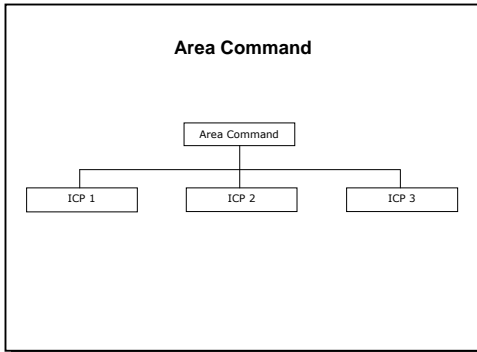 Area Command
Area Command
ICP 1
ICP 2
ICP 3